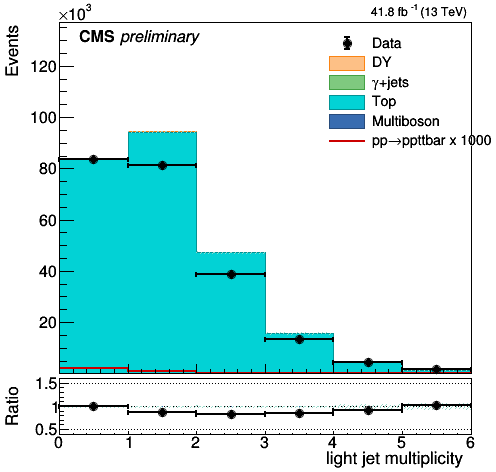 ×10³
41.8 fb⁻¹ (13 TeV)
Events
CMS preliminary
Data
DY
γ+jets
Top
Multiboson
pp→ppttbar x 1000
120
100
80
60
40
20
Ratio
1.5
1
0.5
0 1 2 3 4 5 6
light jet multiplicity